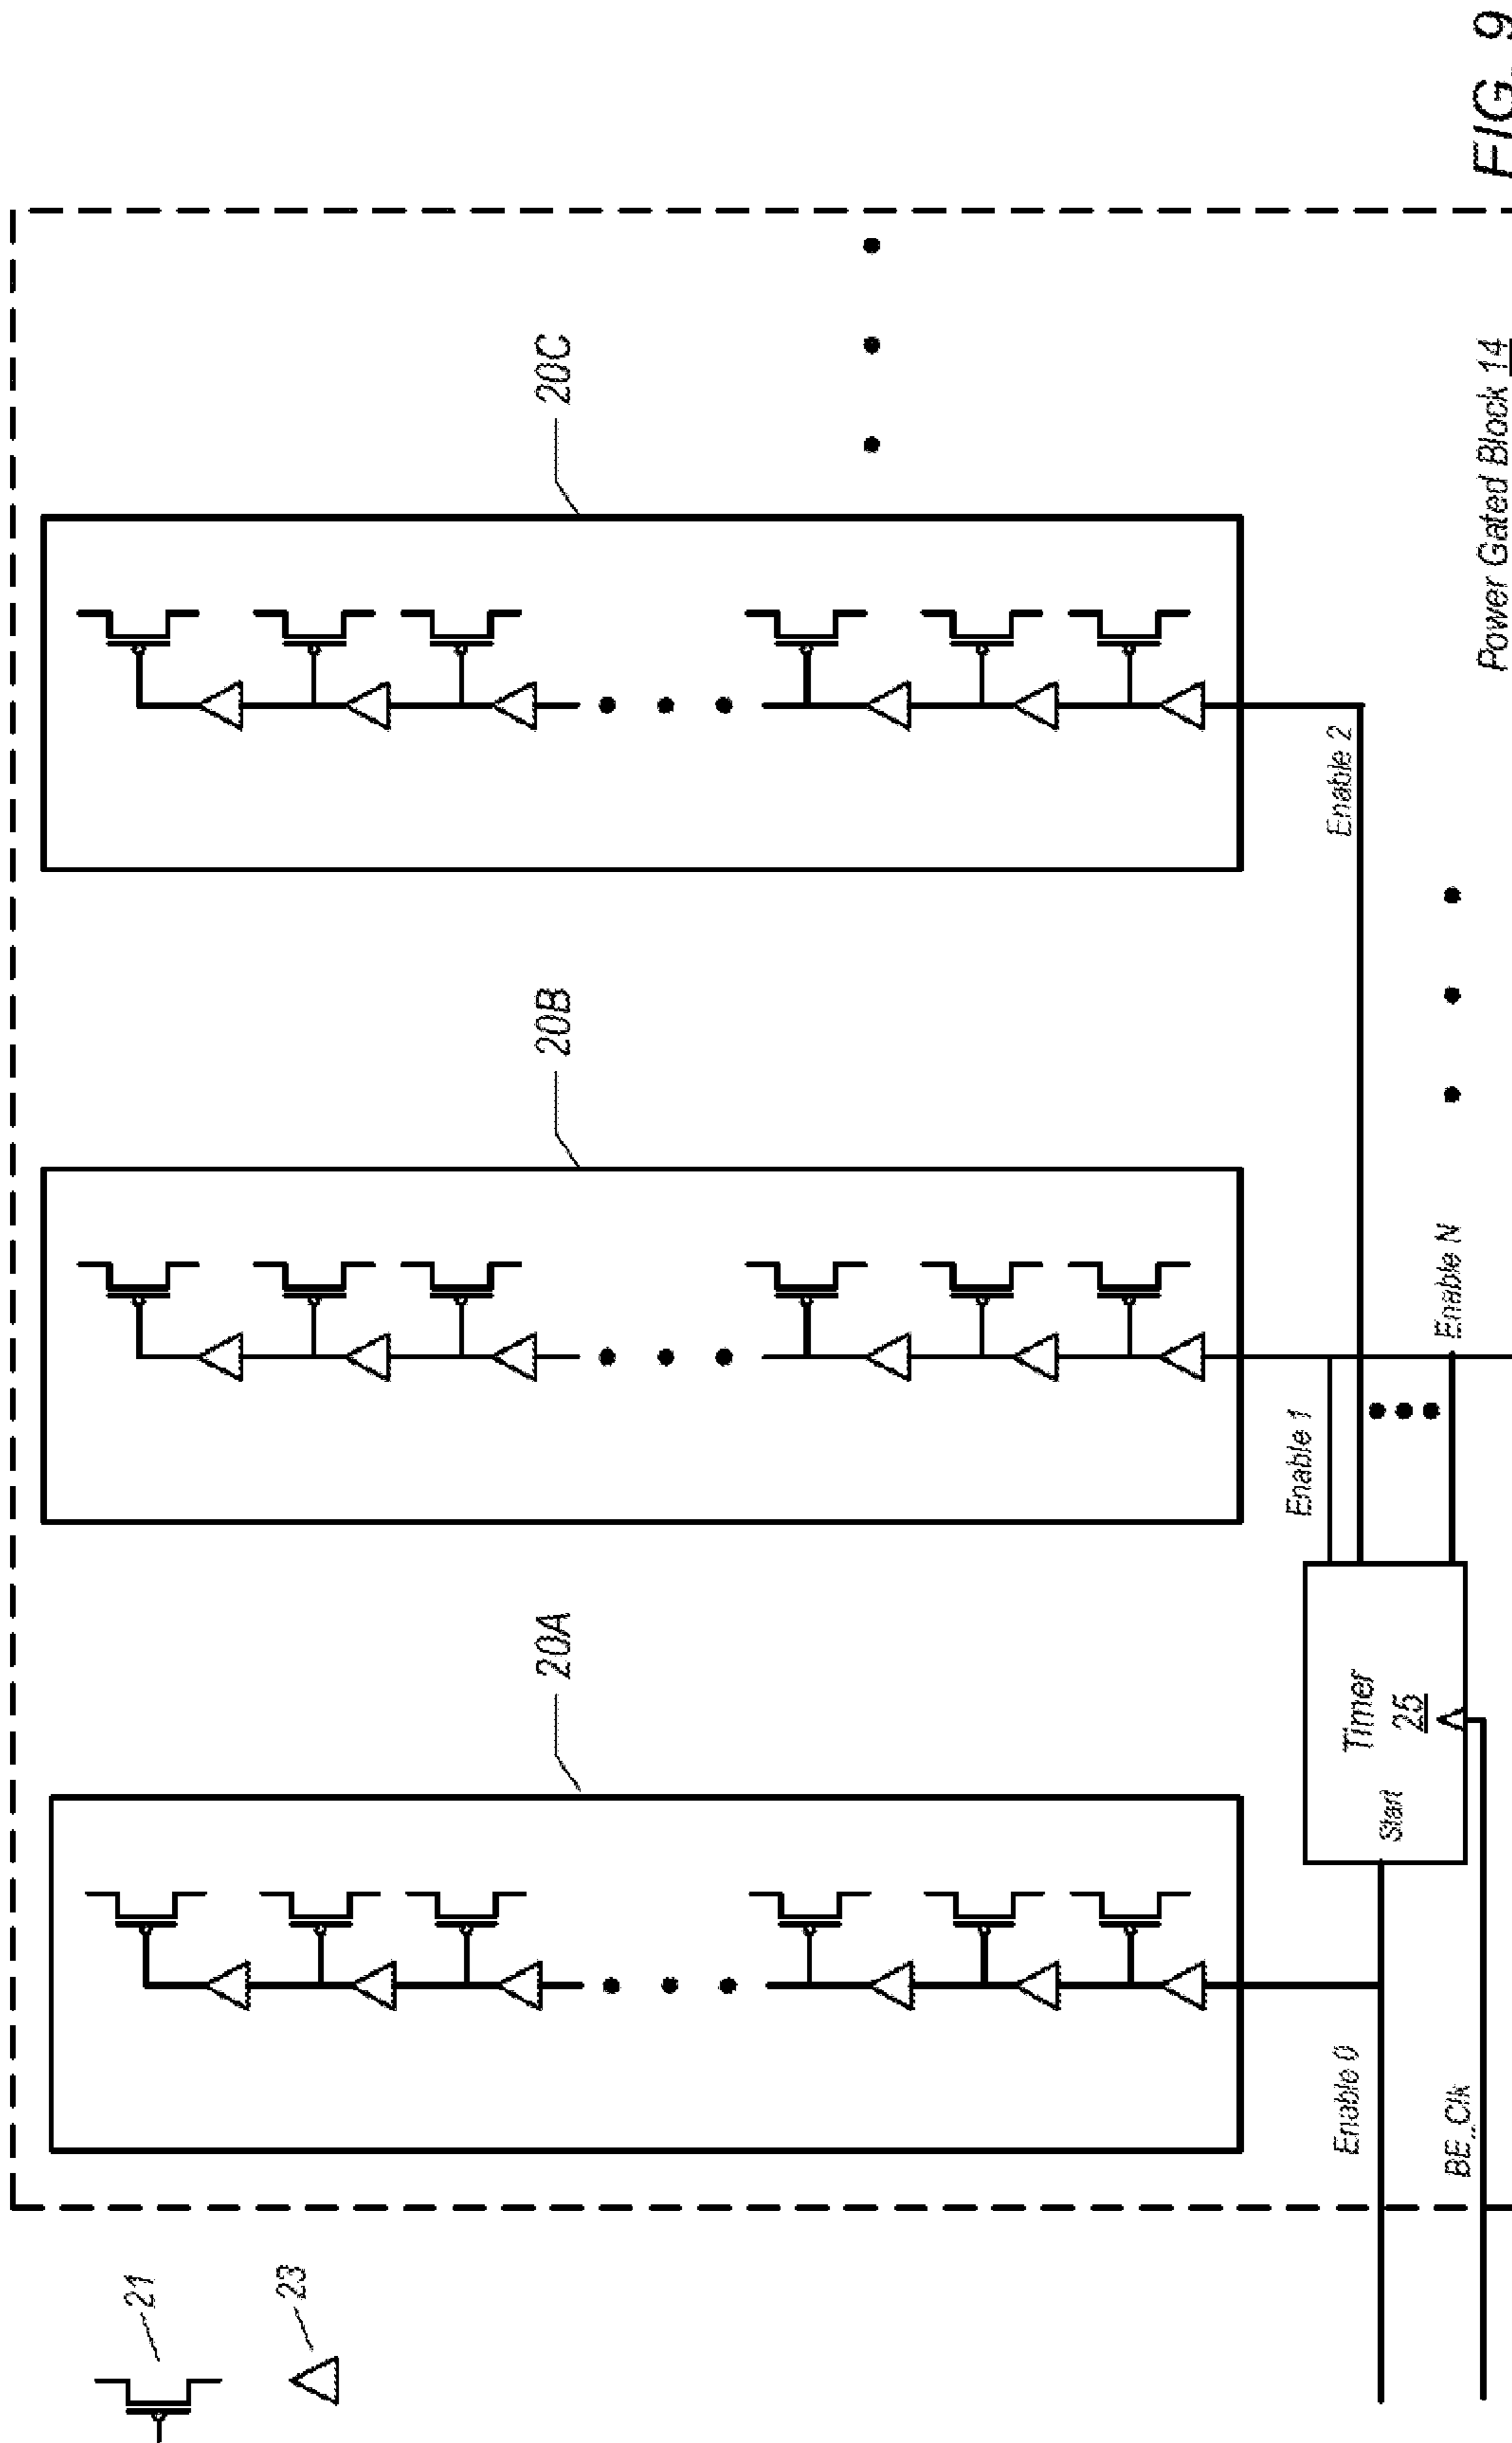 21
23
20A
20B
20C
Enable 0
BE_Clk
Start
Timer
25
Enable 1
Enable N
Enable 2
Power Gated Block 14
FIG. 9